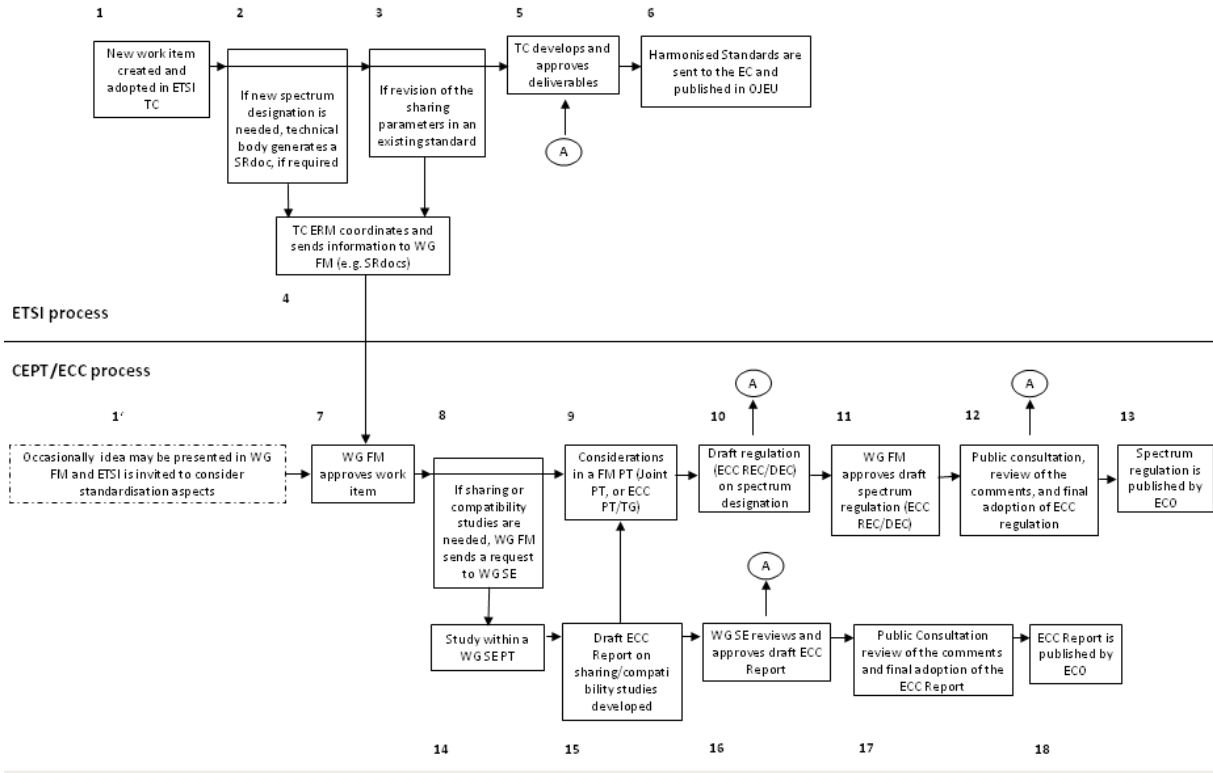 1
2
3
5
6
New work item
created and
adopted in ETSI
TC
If new spectrum
designation is
needed, technical
body generates a
SRdoc, if required
If revision of the
sharing
parameters in an
existing standard
TC develops and
approves
deliverables
Harmonised Standards are
sent to the EC and
published in OJEU
A
TC ERM coordinates and
sends information to WG
FM (e.g. SRdocs)
4
ETSI process
CEPT/ECC process
A
A
1'
7
8
9
10
11
12
13
Occasionally idea may be presented in WG
FM and ETSI is invited to consider
standardisation aspects
WG FM
approves work
item
If sharing or
compatibility
studies are
needed, WG FM
sends a request
to WG SE
Considerations
in a FM PT (Joint
PT, or ECC
PT/TG)
Draft regulation
(ECC REC/DEC)
on spectrum
designation
WG FM
approves draft
spectrum
regulation (ECC
REC/DEC)
Public consultation,
review of the
comments, and final
adoption of ECC
regulation
Spectrum
regulation is
published by
ECO
A
Study within a
WG SE PT
Draft ECC
Report on
sharing/compati
bility studies
developed
WG SE reviews and
approves draft ECC
Report
Public Consultation
review of the comments
and final adoption of the
ECC Report
ECC Report is
published by
ECO
14
15
16
17
18